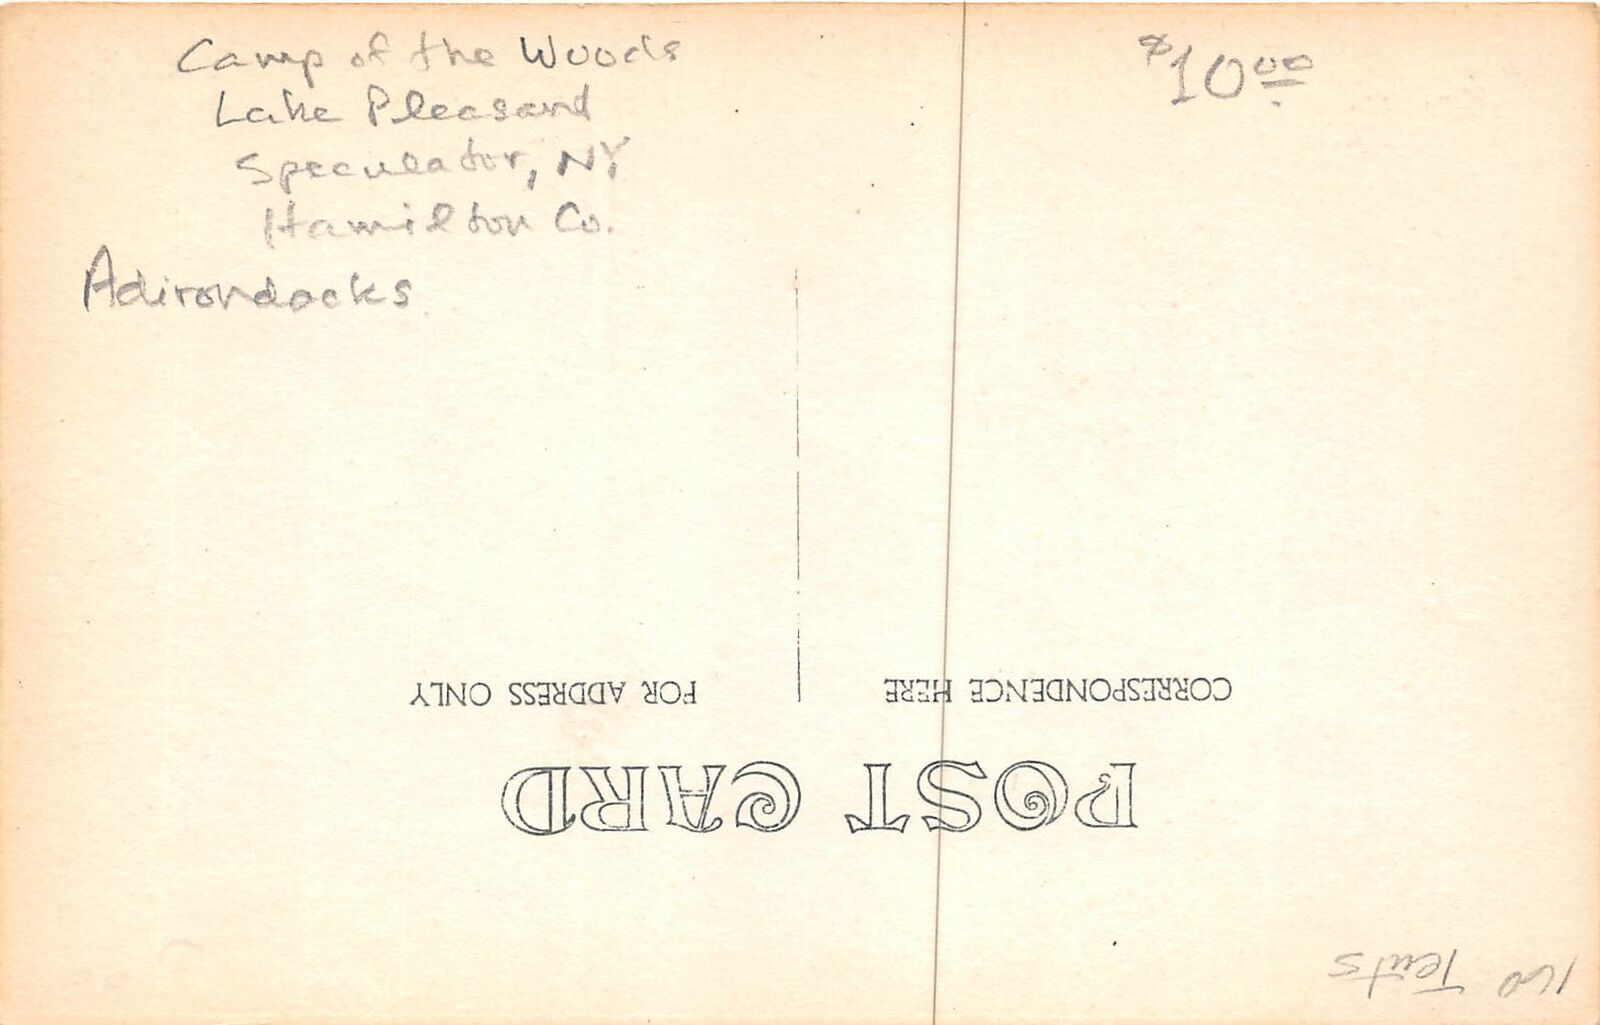 Camp of the Woods
$10.00
Lake Pleasant
Speculator, NY
Hamilton Co.
Adirondacks
POST CARD
CORRESPONDENCE HERE
FOR ADDRESS ONLY
Tents